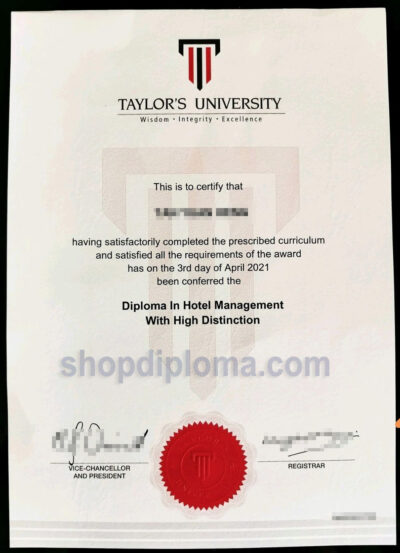 TAYLOR'S UNIVERSITY
Wisdom • Integrity • Excellence
This is to certify that
having satisfactorily completed the prescribed curriculum
and satisfied all the requirements of the award
has on the 3rd day of April 2021
been conferred the
Diploma In Hotel Management
With High Distinction
shopdiploma.com
VICE-CHANCELLOR
AND PRESIDENT
REGISTRAR